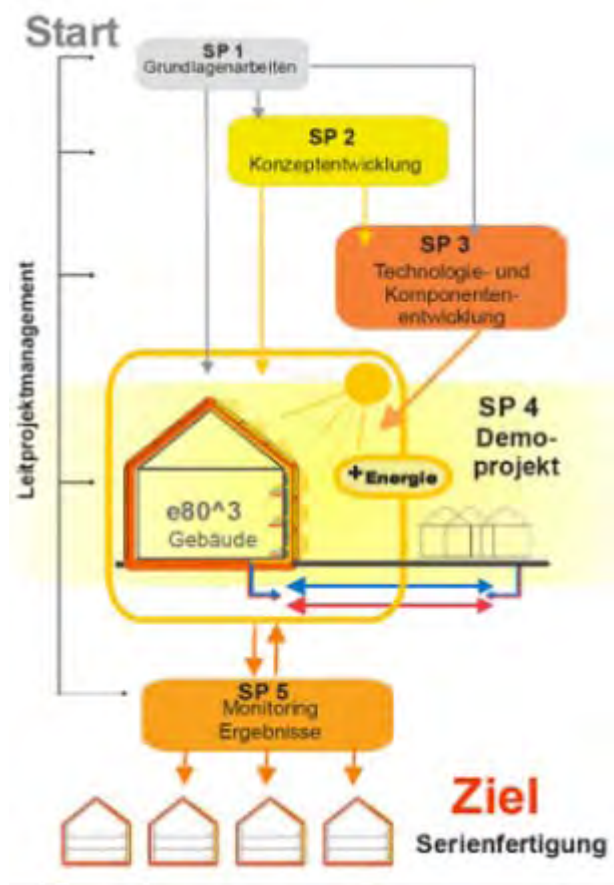 Start
SP 1
Grundlagenarbeiten
SP 2
Konzeptentwicklung
SP 3
Technologie- und
Komponenten-
entwicklung
Leitprojektmanagement
SP 4
Demo-
projekt
+Energie
e80^3
Gebäude
SP 5
Monitoring
Ergebnisse
Ziel
Serienfertigung